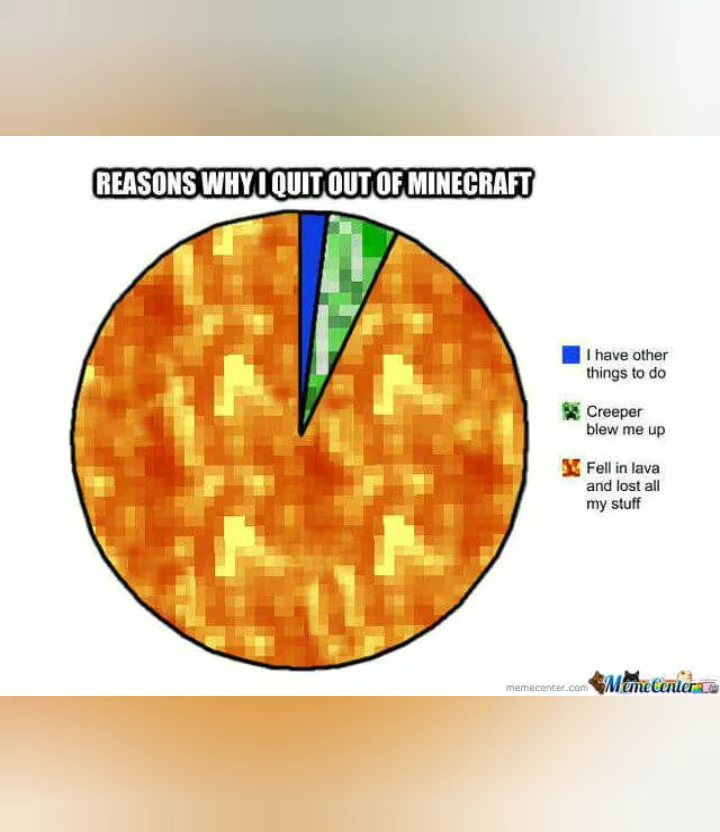 REASONS WHY I QUIT OUT OF MINECRAFT
I have other
things to do
Creeper
blew me up
Fell in lava
and lost all
my stuff
memecenter.com MemeCenter